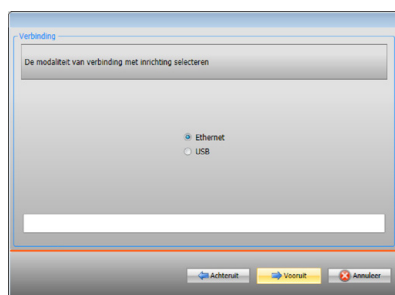 Verbinding
De modaliteit van verbinding met inrichting selecteren
Ethernet
USB
Achteruit
Vooruit
Annuleer